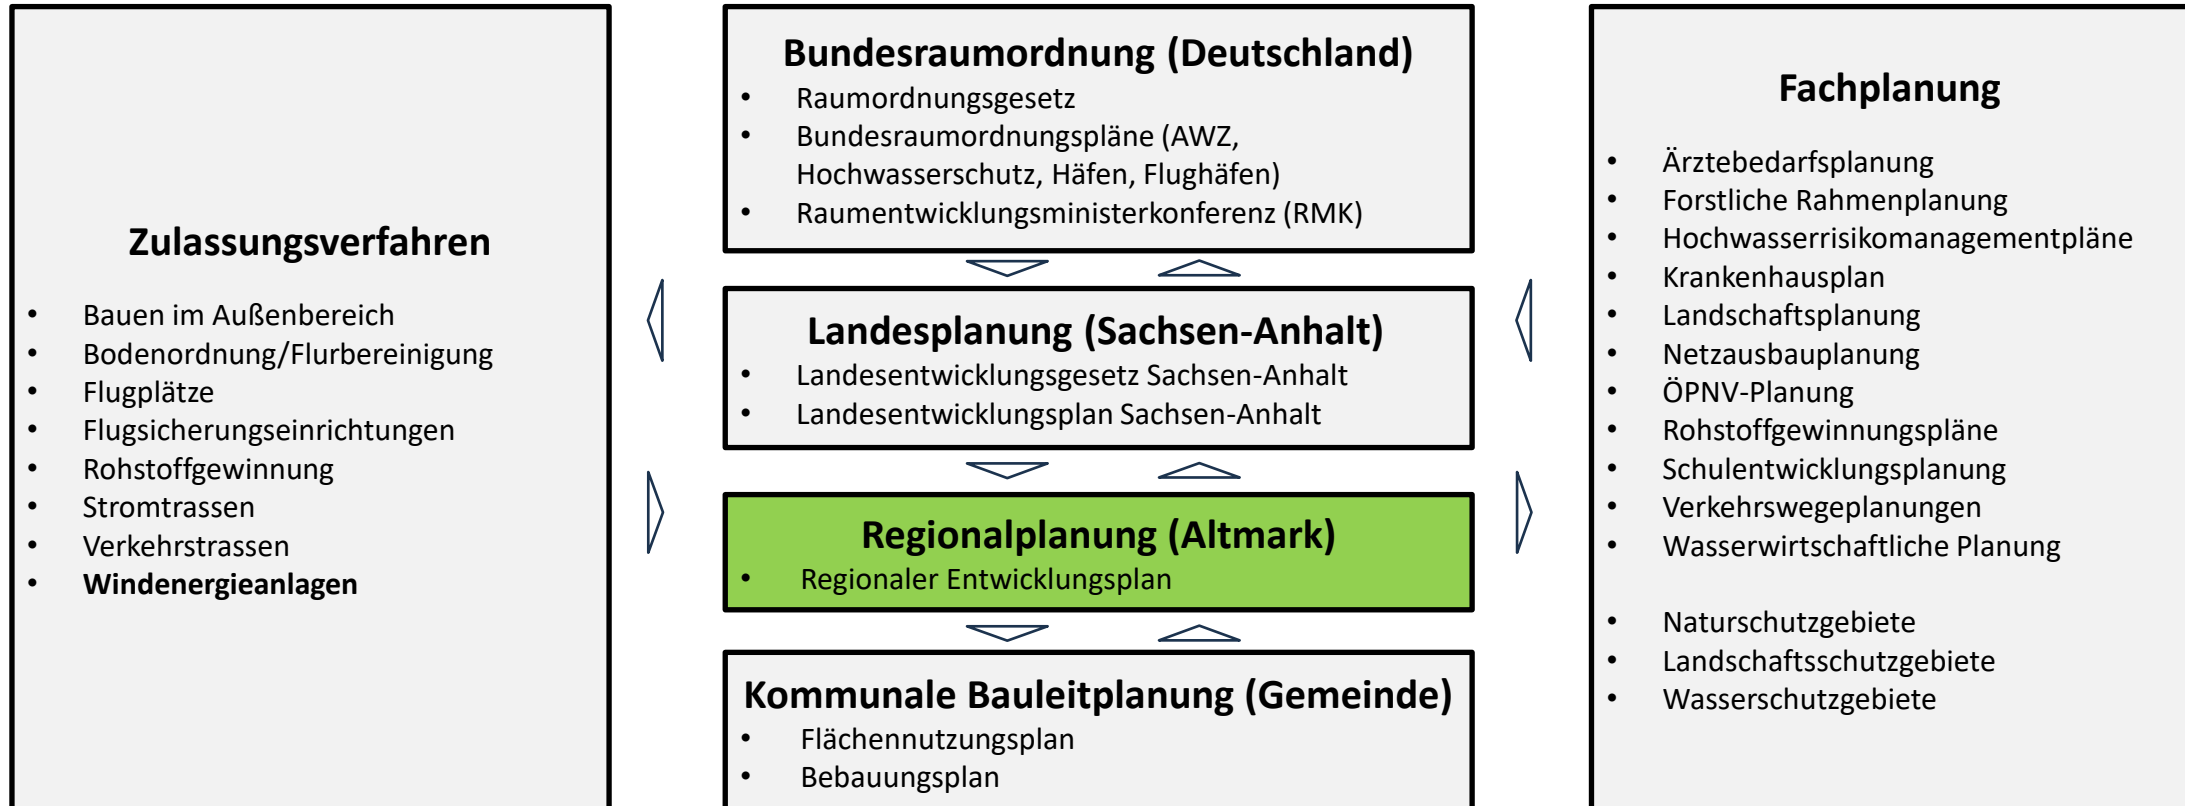 Zulassungsverfahren
• Bauen im Außenbereich
• Bodenordnung/Flurbereinigung
• Flugplätze
• Flugsicherungseinrichtungen
• Rohstoffgewinnung
• Stromtrassen
• Verkehrstrassen
• Windenergieanlagen
Bundesraumordnung (Deutschland)
• Raumordnungsgesetz
• Bundesraumordnungspläne (AWZ,
Hochwasserschutz, Häfen, Flughäfen)
• Raumentwicklungsministerkonferenz (RMK)
Landesplanung (Sachsen-Anhalt)
• Landesentwicklungsgesetz Sachsen-Anhalt
• Landesentwicklungsplan Sachsen-Anhalt
Regionalplanung (Altmark)
• Regionaler Entwicklungsplan
Kommunale Bauleitplanung (Gemeinde)
• Flächennutzungsplan
• Bebauungsplan
Fachplanung
• Ärztebedarfsplanung
• Forstliche Rahmenplanung
• Hochwasserrisikomanagementpläne
• Krankenhausplan
• Landschaftsplanung
• Netzausbauplanung
• ÖPNV-Planung
• Rohstoffgewinnungspläne
• Schulentwicklungsplanung
• Verkehrswegeplanungen
• Wasserwirtschaftliche Planung
• Naturschutzgebiete
• Landschaftsschutzgebiete
• Wasserschutzgebiete